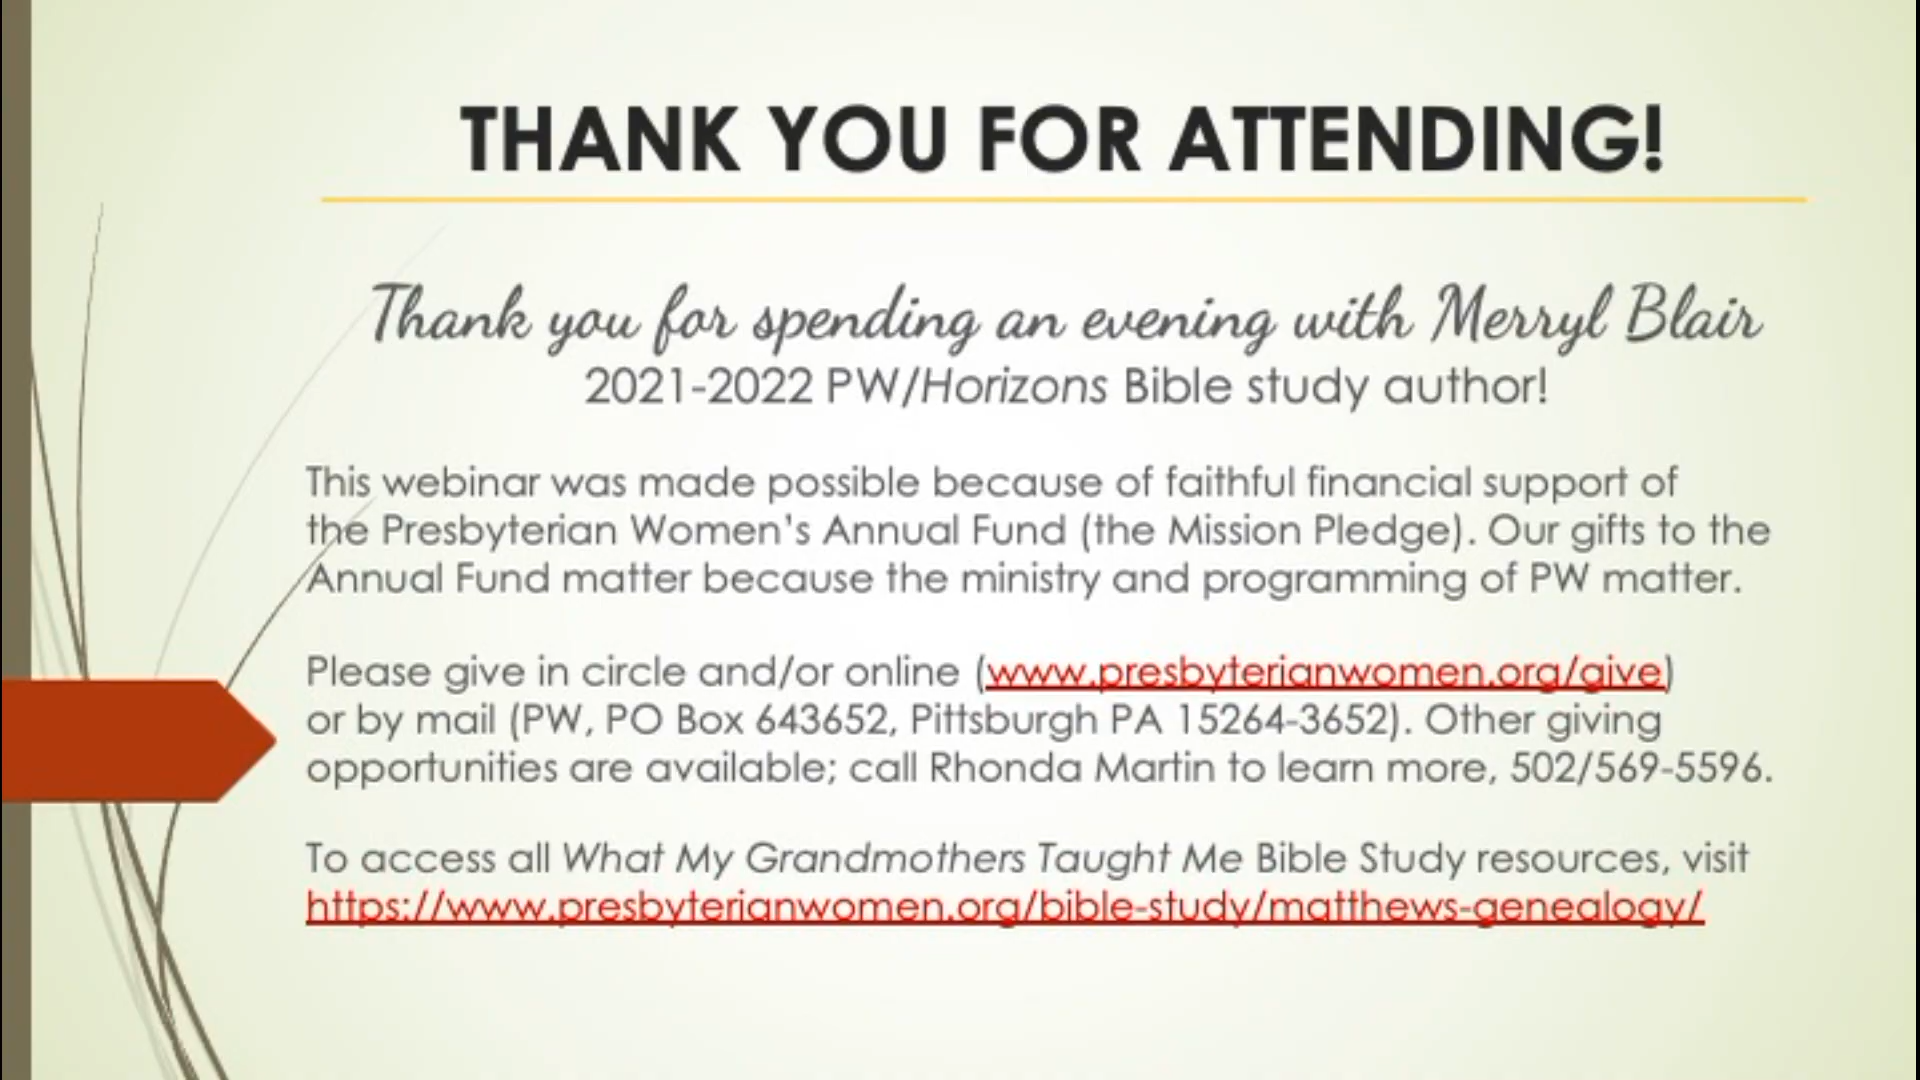 THANK YOU FOR ATTENDING!
Thank you for spending an evening with Merryl Blair
2021-2022 PW/Horizons Bible study author!
This webinar was made possible because of faithful financial support of
the Presbyterian Women’s Annual Fund (the Mission Pledge). Our gifts to the
Annual Fund matter because the ministry and programming of PW matter.
Please give in circle and/or online (www.presbyterianwomen.org/give)
or by mail (PW, PO Box 643652, Pittsburgh PA 15264-3652). Other giving
opportunities are available; call Rhonda Martin to learn more, 502/569-5596.
To access all What My Grandmothers Taught Me Bible Study resources, visit
https://www.presbyterianwomen.org/bible-study/matthews-genealogy/